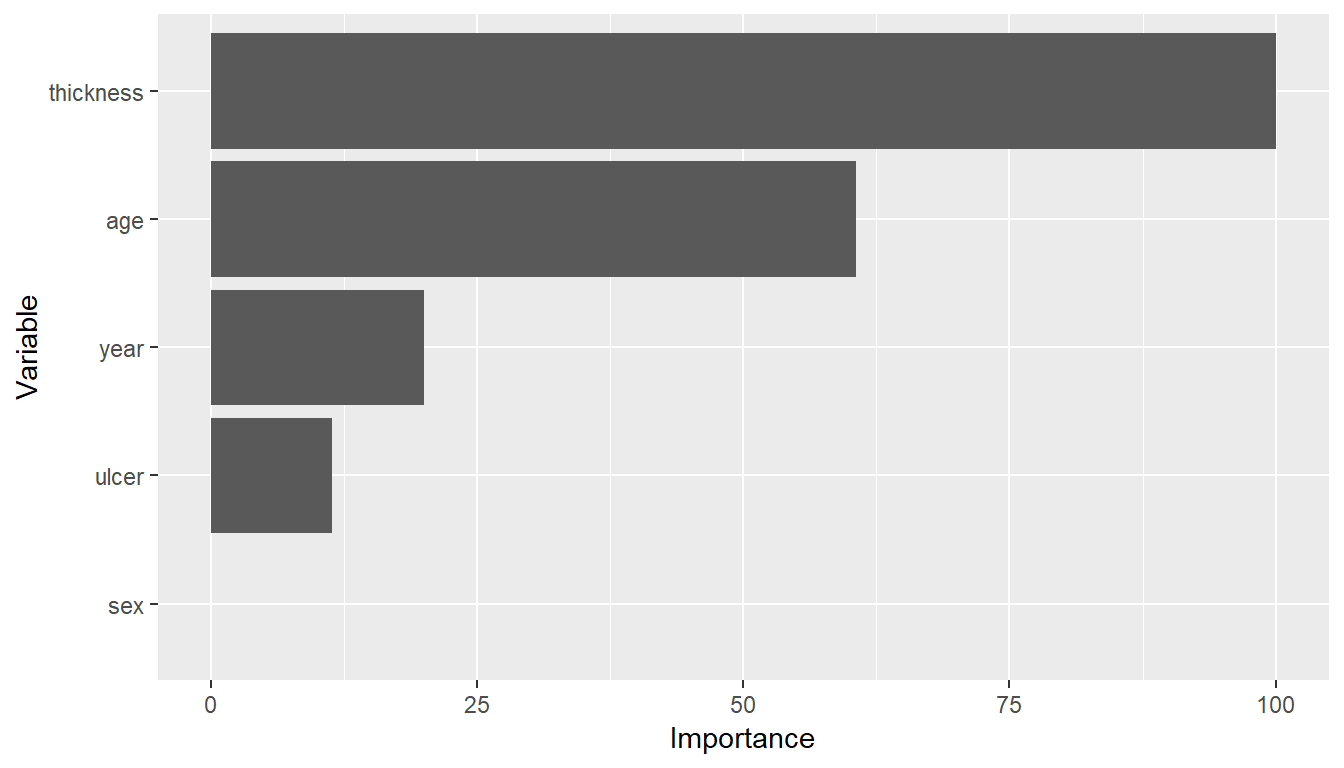 thickness
age
year
ulcer
sex
Variable
0 25 50 75 100
Importance